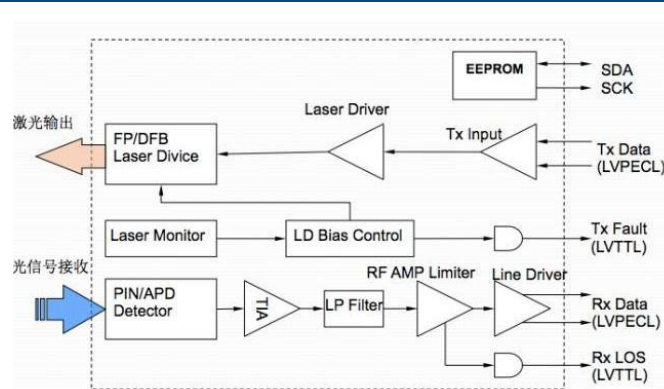 EEPROM
SDA
SCK
激光输出
FP/DFB
Laser Divice
Laser Driver
Tx Input
Tx Data
(LVPECL)
Laser Monitor
LD Bias Control
Tx Fault
(LVTTL)
光信号接收
PIN/APD
Detector
TIA
LP Filter
RF AMP Limiter
Line Driver
Rx Data
(LVPECL)
Rx LOS
(LVTTL)